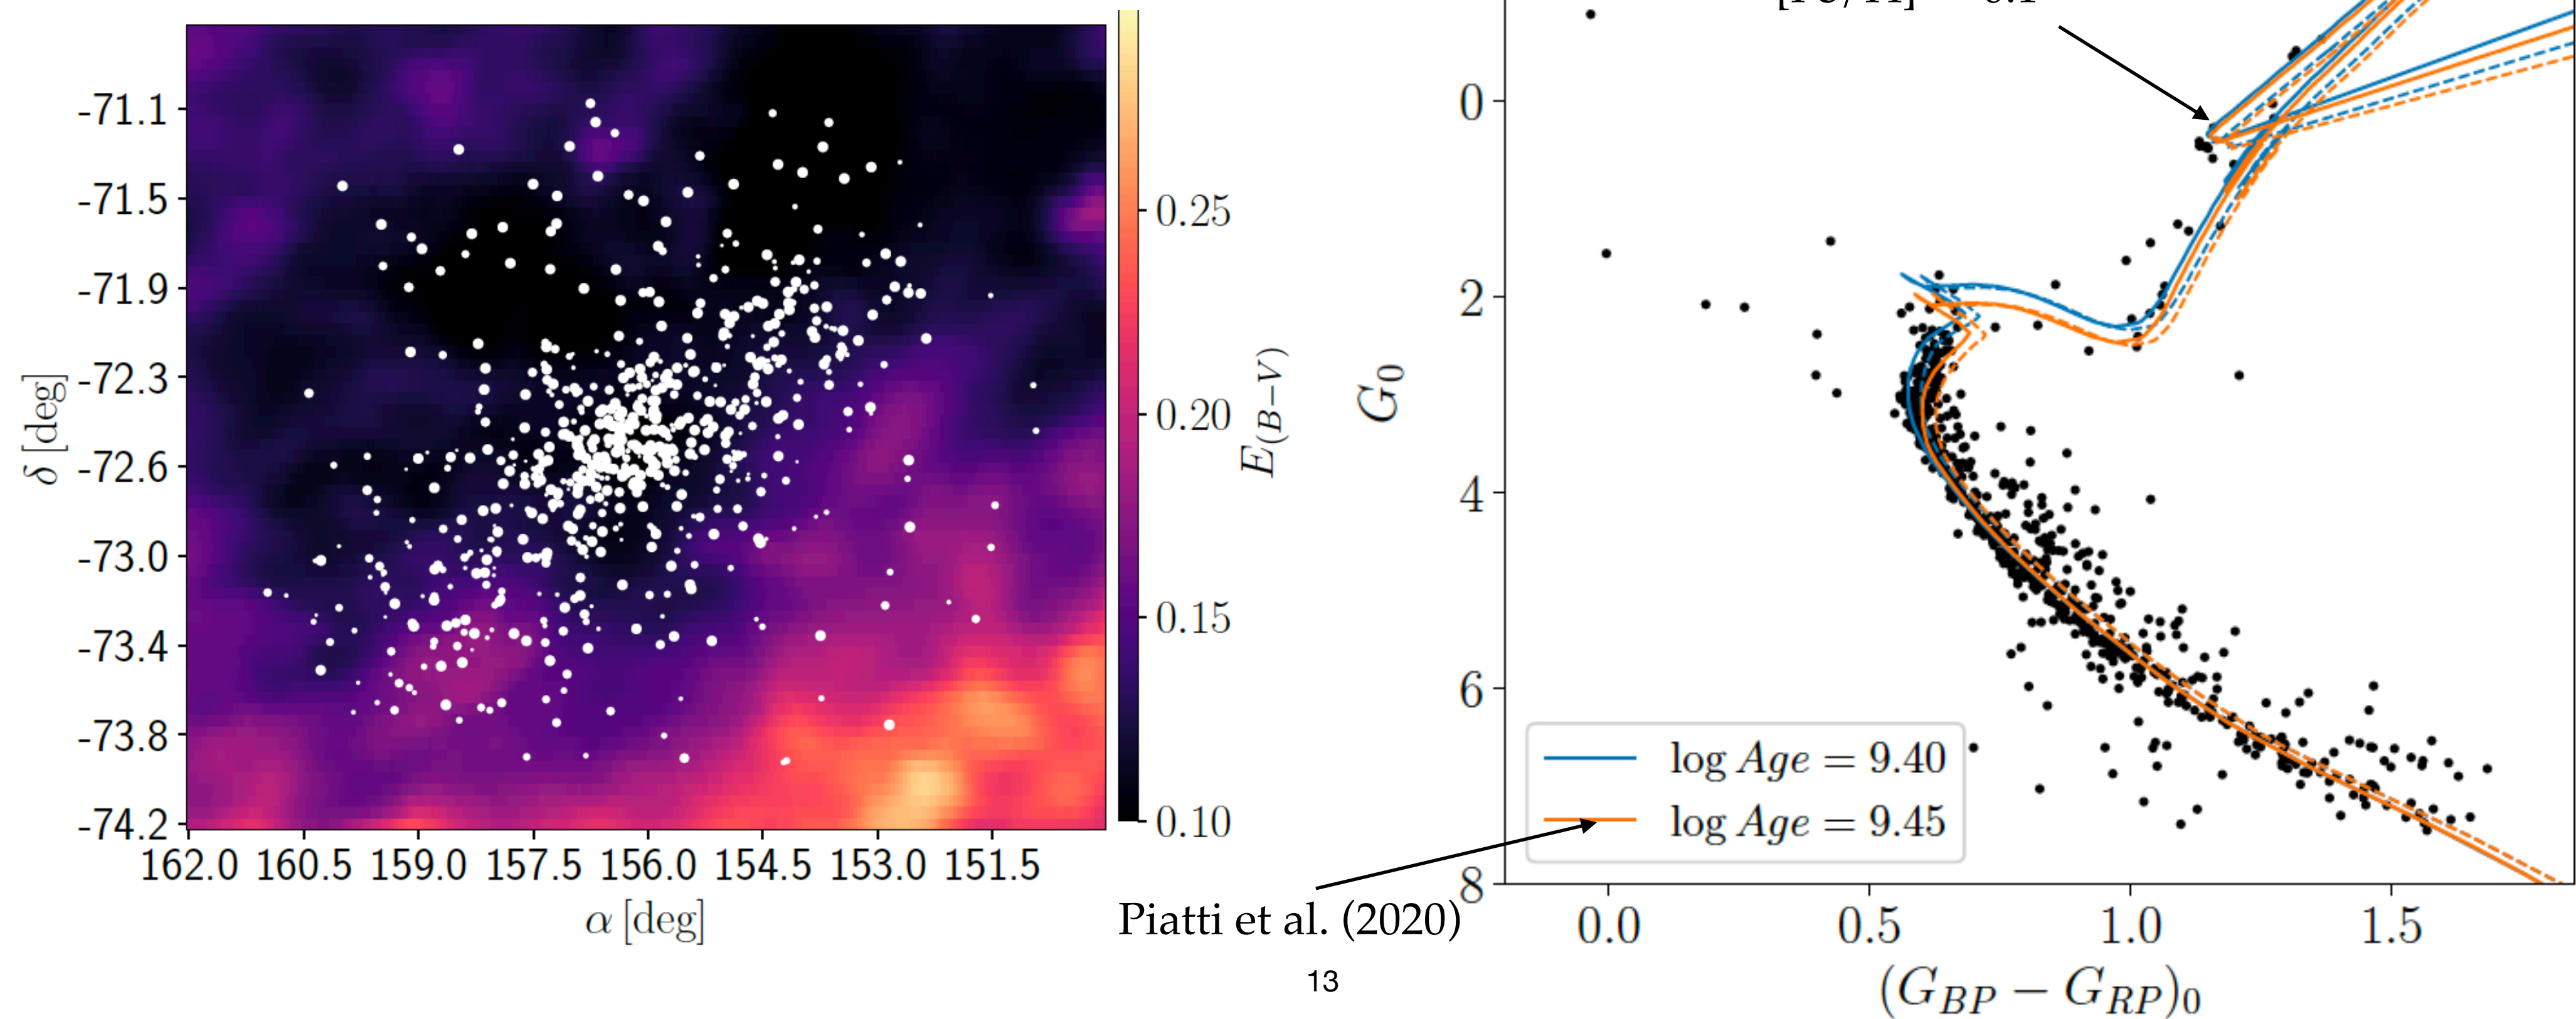 -71.1
-71.5
-71.9
-72.3
-72.6
-73.0
-73.4
-73.8
-74.2
δ [deg]
162.0 160.5 159.0 157.5 156.0 154.5 153.0 151.5
α [deg]
0.25
0.20
0.15
0.10
E(B−V)
0
2
4
6
8
G0
log Age = 9.40
log Age = 9.45
0.0 0.5 1.0 1.5
(GBP − GRP)0
Piatti et al. (2020)
13